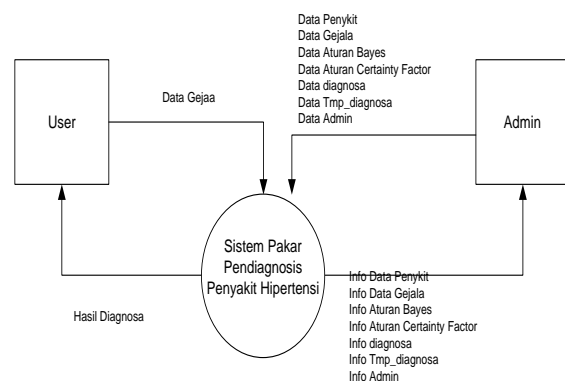 Data Penykit
Data Gejala
Data Aturan Bayes
Data Aturan Certainty Factor
Data diagnosa
Data Tmp_diagnosa
Data Admin
Data Gejaa
User
Admin
Sistem Pakar
Pendiagnosis
Penyakit Hipertensi
Hasil Diagnosa
Info Data Penykit
Info Data Gejala
Info Aturan Bayes
Info Aturan Certainty Factor
Info diagnosa
Info Tmp_diagnosa
Info Admin